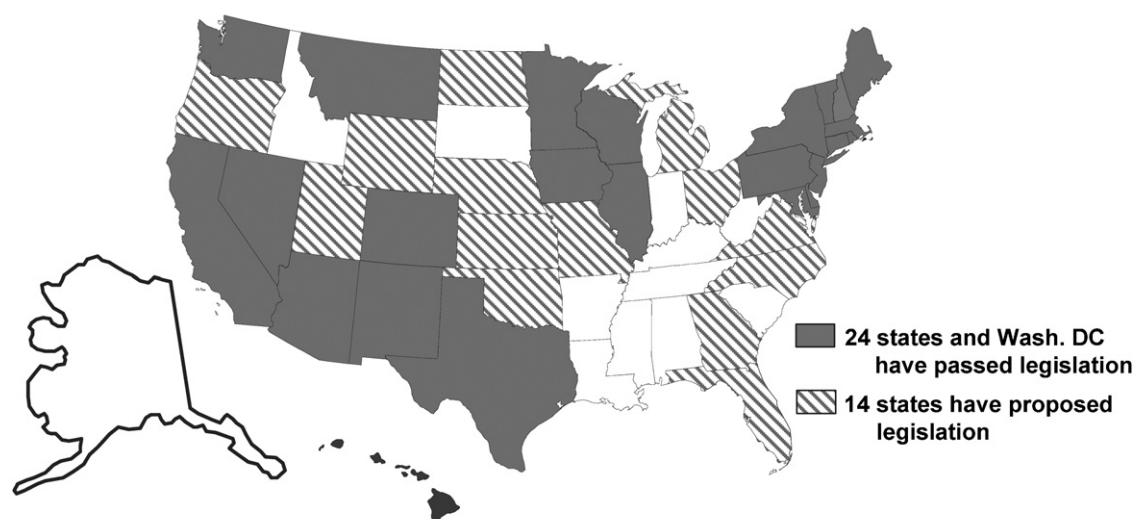 24 states and Wash. DC
have passed legislation
14 states have proposed
legislation